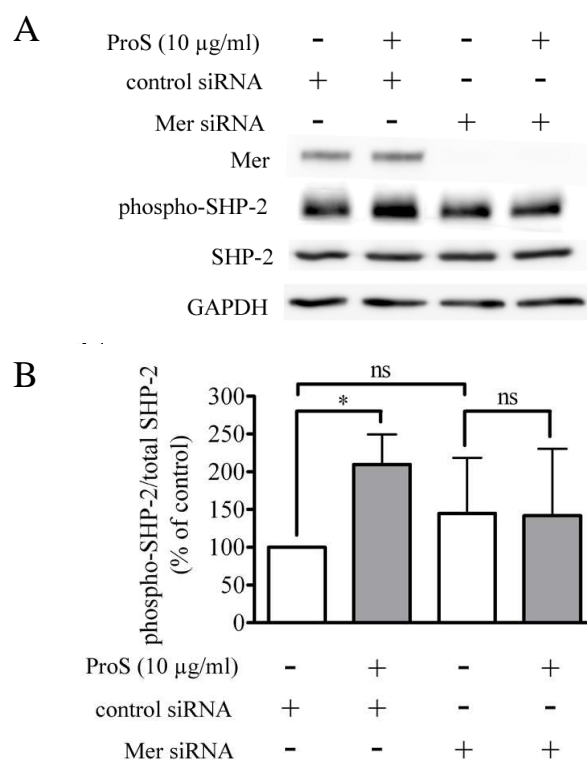 A
ProS (10 µg/ml) - + - +
control siRNA + + - -
Mer siRNA - - + +
Mer
phospho-SHP-2
SHP-2
GAPDH
B
phospho-SHP-2/total SHP-2
(% of control)
300
250
200
150
100
50
0
ns
*
ns
ProS (10 µg/ml) - + - +
control siRNA + + - -
Mer siRNA - - + +